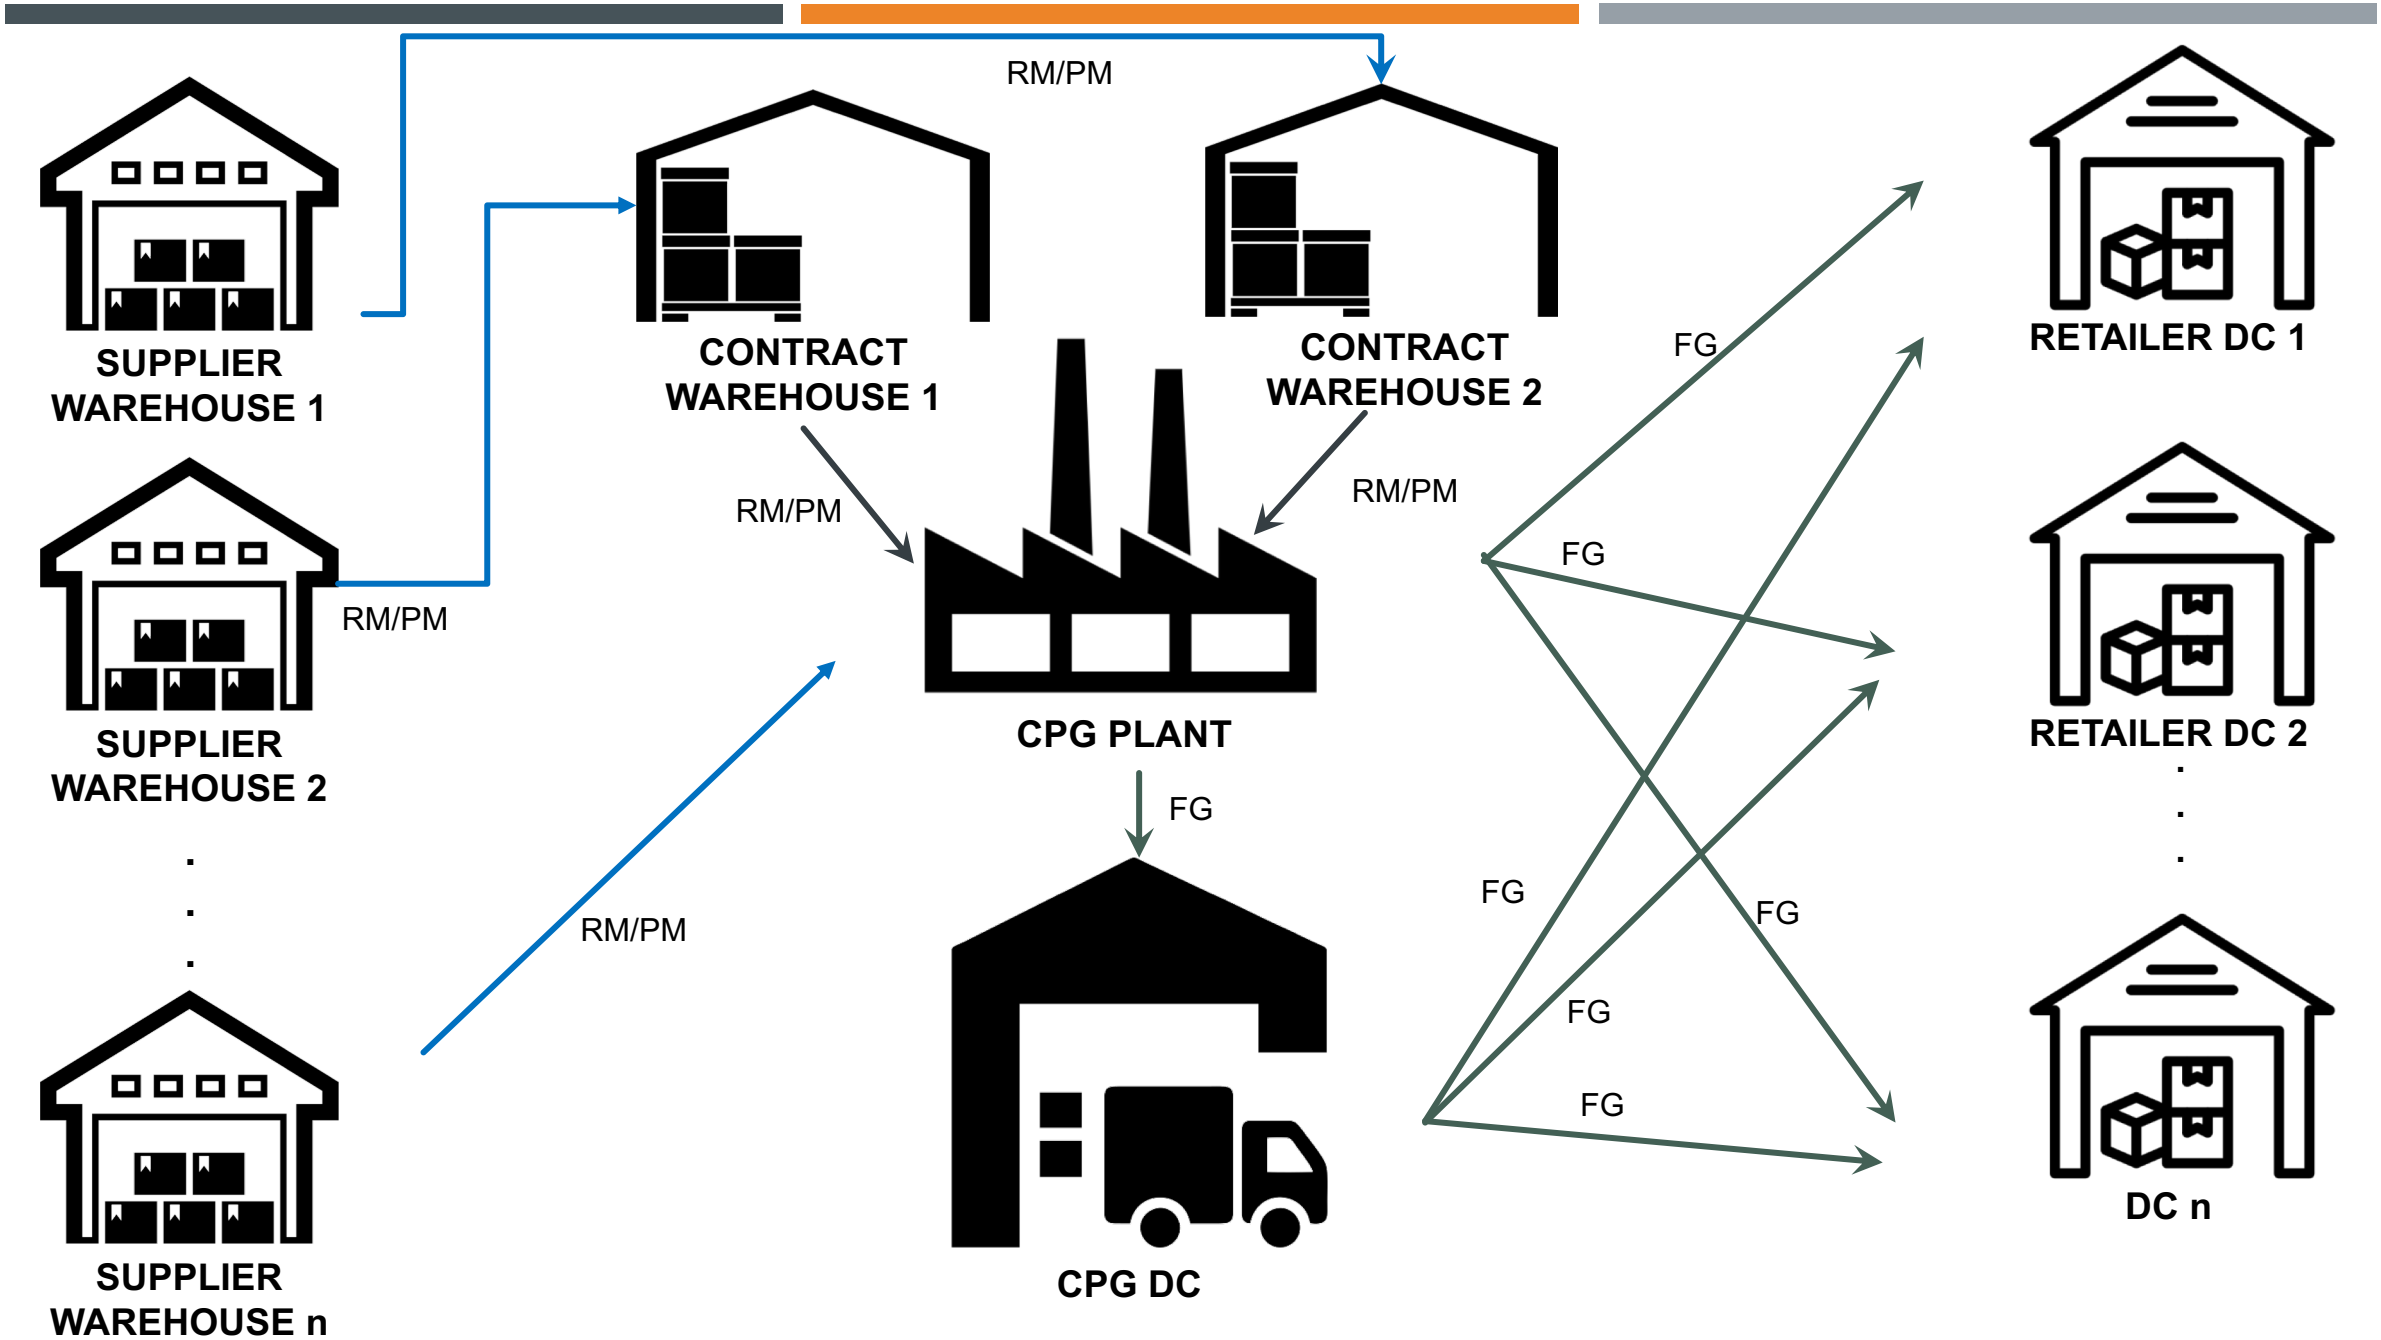 RM/PM
SUPPLIER
WAREHOUSE 1
CONTRACT
WAREHOUSE 1
CONTRACT
WAREHOUSE 2
FG
RETAILER DC 1
RM/PM
RM/PM
FG
SUPPLIER
WAREHOUSE 2
RM/PM
CPG PLANT
RETAILER DC 2
.
.
.
FG
.
.
.
FG
FG
RM/PM
FG
FG
SUPPLIER
WAREHOUSE n
CPG DC
DC n